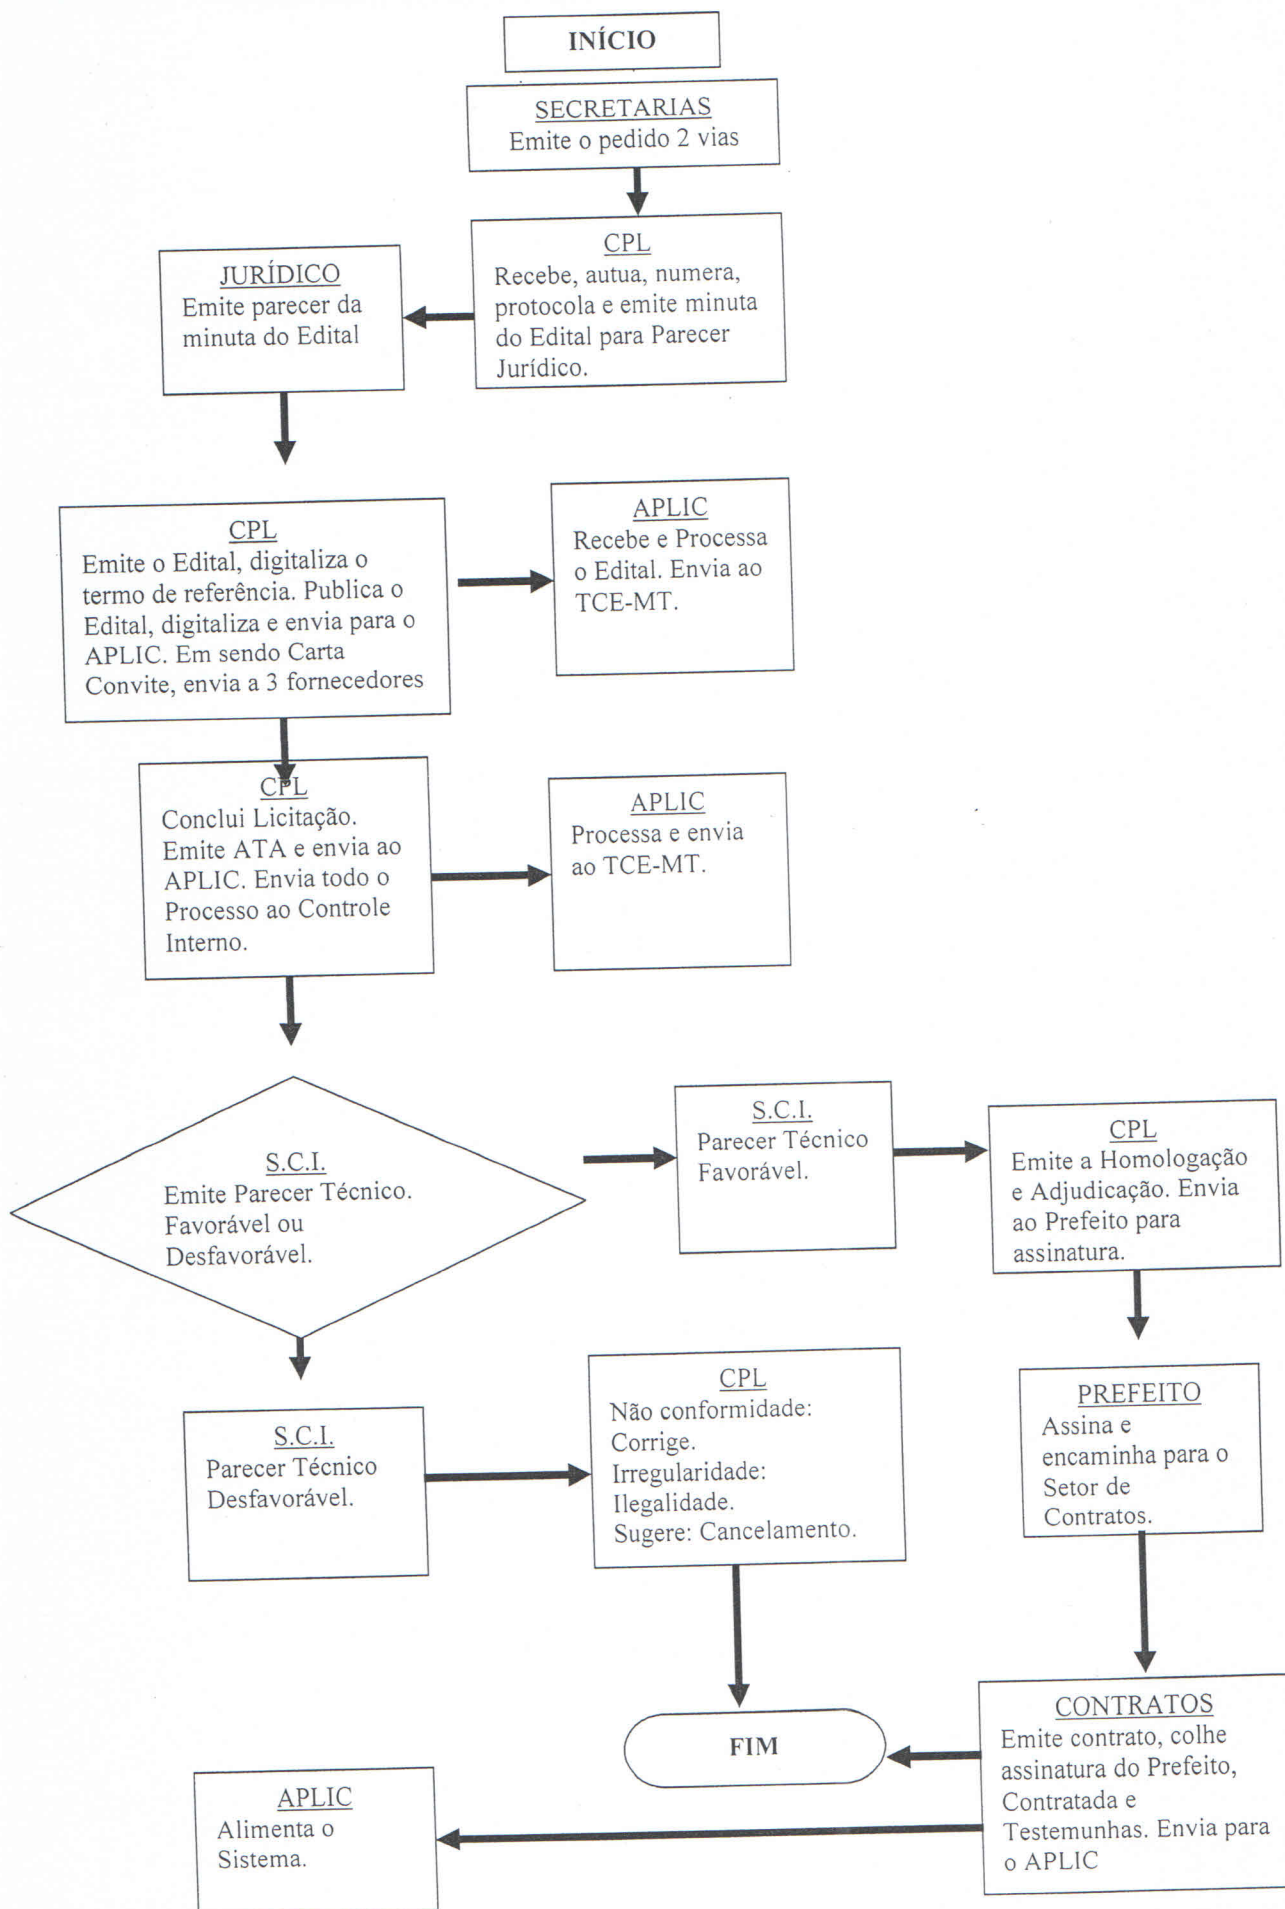 INÍCIO
SECRETARIAS
Emite o pedido 2 vias
CPL
Recebe, autua, numera,
protocola e emite minuta
do Edital para Parecer
Jurídico.
JURÍDICO
Emite parecer da
minuta do Edital
CPL
Emite o Edital, digitaliza o
termo de referência. Publica o
Edital, digitaliza e envia para o
APLIC. Em sendo Carta
Convite, envia a 3 fornecedores
APLIC
Recebe e Processa
o Edital. Envia ao
TCE-MT.
CPL
Conclui Licitação.
Emite ATA e envia ao
APLIC. Envia todo o
Processo ao Controle
Interno.
APLIC
Processa e envia
ao TCE-MT.
S.C.I.
Emite Parecer Técnico.
Favorável ou
Desfavorável.
S.C.I.
Parecer Técnico
Favorável.
CPL
Emite a Homologação
e Adjudicação. Envia
ao Prefeito para
assinatura.
S.C.I.
Parecer Técnico
Desfavorável.
CPL
Não conformidade:
Corrige.
Irregularidade:
Ilegalidade.
Sugere: Cancelamento.
PREFEITO
Assina e
encaminha para o
Setor de
Contratos.
FIM
CONTRATOS
Emite contrato, colhe
assinatura do Prefeito,
Contratada e
Testemunhas. Envia para
o APLIC
APLIC
Alimenta o
Sistema.